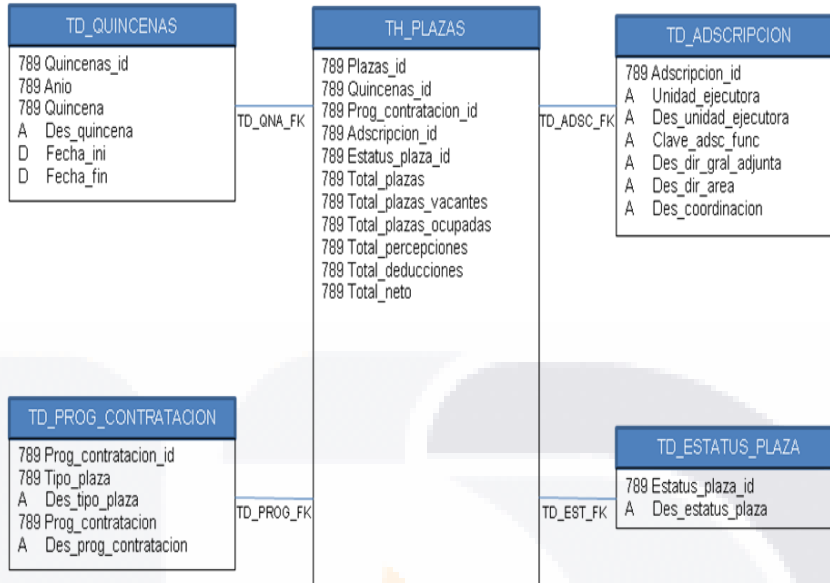 TD_QUINCENAS
789 Quincenas_id
789 Anio
789 Quincena
A Des_quincena
D Fecha_ini
D Fecha_fin
TD_QNA_FK
TH_PLAZAS
789 Plazas_id
789 Quincenas_id
789 Prog_contratacion_id
789 Adscripcion_id
789 Estatus_plaza_id
789 Total_plazas
789 Total_plazas_vacantes
789 Total_plazas_ocupadas
789 Total_percepciones
789 Total_deducciones
789 Total_neto
TD_ADSC_FK
TD_ADSCRIPCION
789 Adscripcion_id
A Unidad_ejecutora
A Des_unidad_ejecutora
A Clave_adsc_func
A Des_dir_gral_adjunta
A Des_dir_area
A Des_coordinacion
TD_PROG_CONTRATACION
789 Prog_contratacion_id
789 Tipo_plaza
A Des_tipo_plaza
789 Prog_contratacion
A Des_prog_contratacion
TD_PROG_FK
TD_EST_FK
TD_ESTATUS_PLAZA
789 Estatus_plaza_id
A Des_estatus_plaza